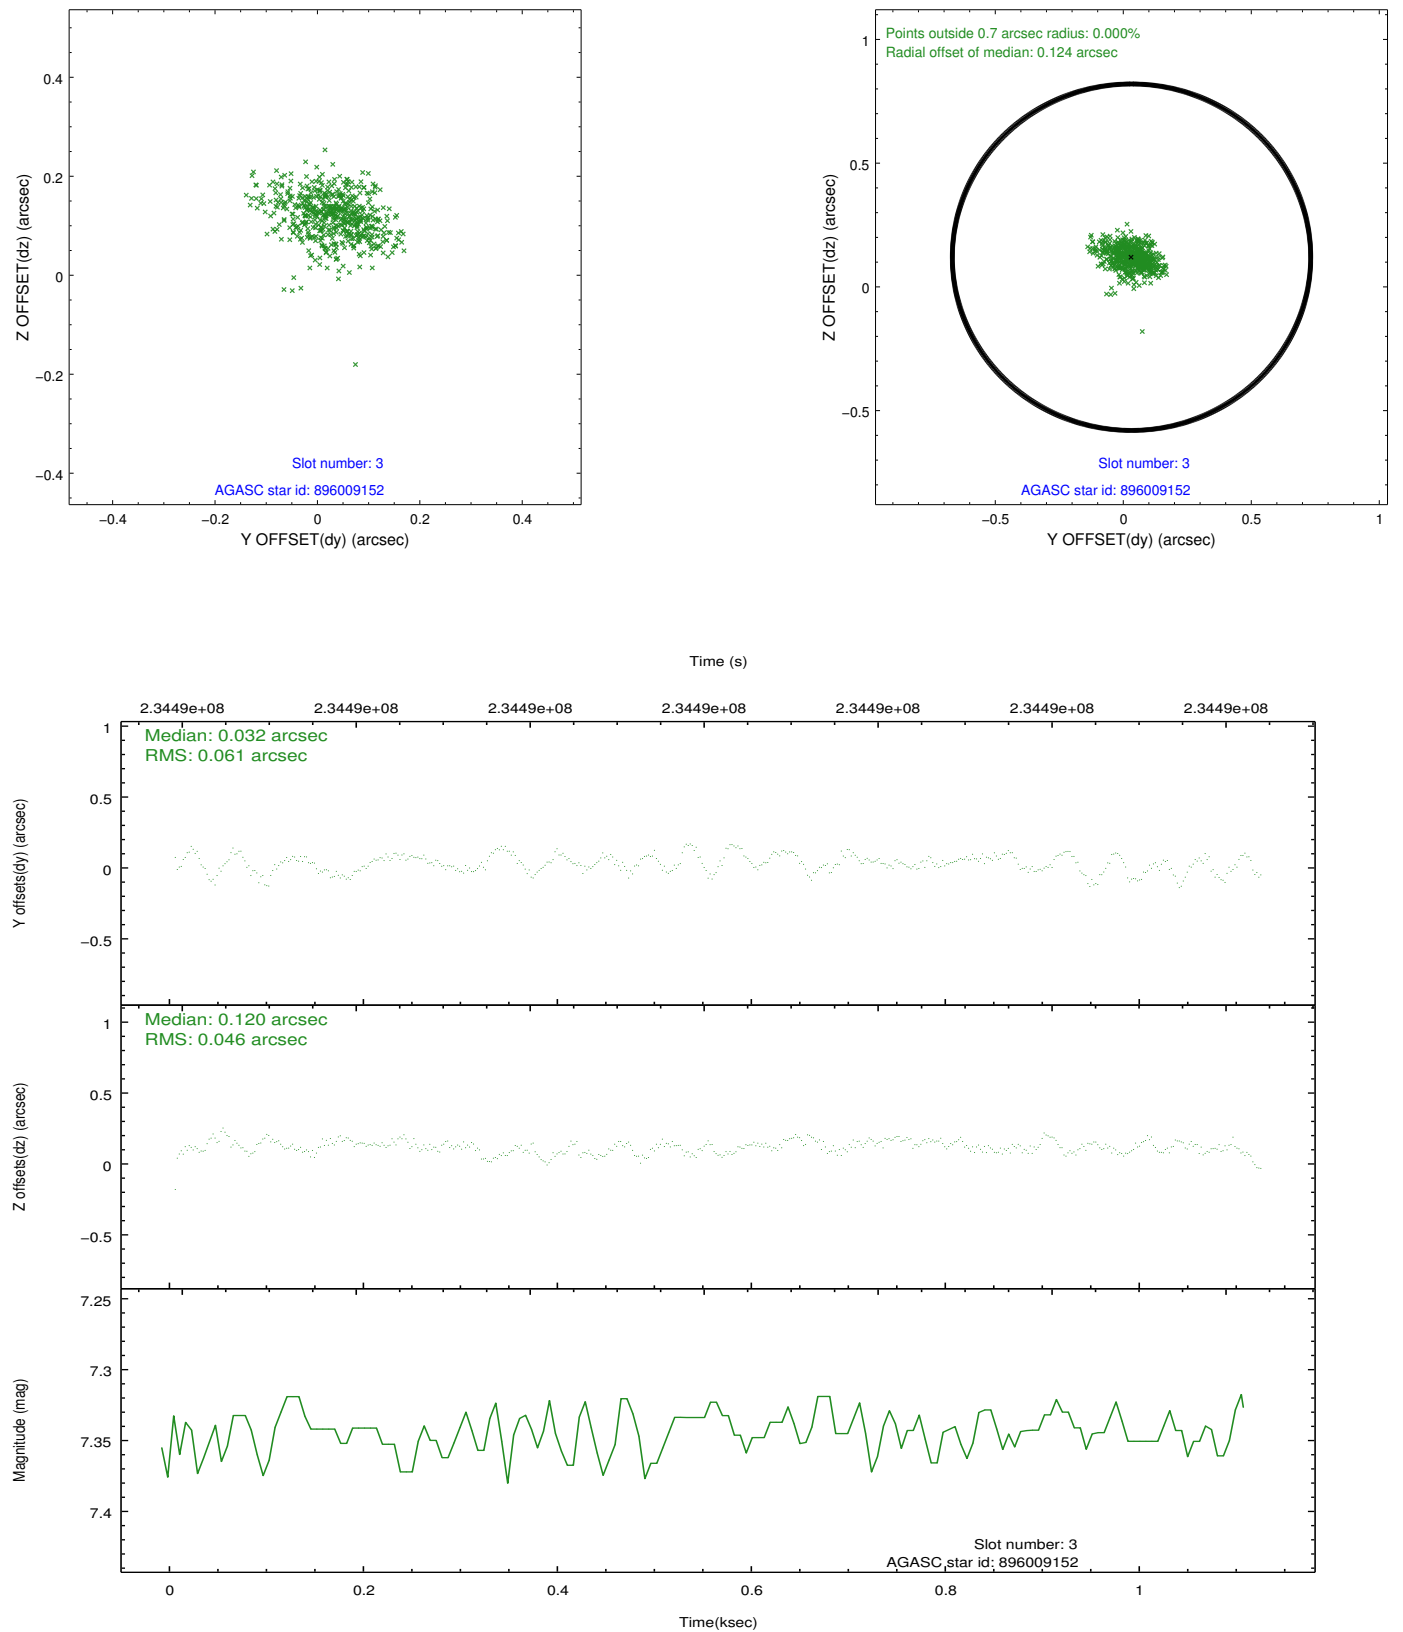 0.4
0.2
0
−0.2
−0.4
Z OFFSET(dz) (arcsec)
Slot number: 3
AGASC star id: 896009152
−0.4
−0.2
0
0.2
0.4
Y OFFSET(dy) (arcsec)
Points outside 0.7 arcsec radius: 0.000%
Radial offset of median: 0.124 arcsec
1
0.5
0
−0.5
Z OFFSET(dz) (arcsec)
Slot number: 3
AGASC star id: 896009152
−0.5
0
0.5
1
Y OFFSET(dy) (arcsec)
Time (s)
2.3449e+08
2.3449e+08
2.3449e+08
2.3449e+08
2.3449e+08
2.3449e+08
2.3449e+08
Median: 0.032 arcsec
RMS: 0.061 arcsec
1
0.5
0
−0.5
Y offsets(dy) (arcsec)
Median: 0.120 arcsec
RMS: 0.046 arcsec
1
0.5
0
−0.5
Z offsets(dz) (arcsec)
7.25
7.3
7.35
7.4
Magnitude (mag)
Slot number: 3
AGASC star id: 896009152
0
0.2
0.4
0.6
0.8
1
Time(ksec)